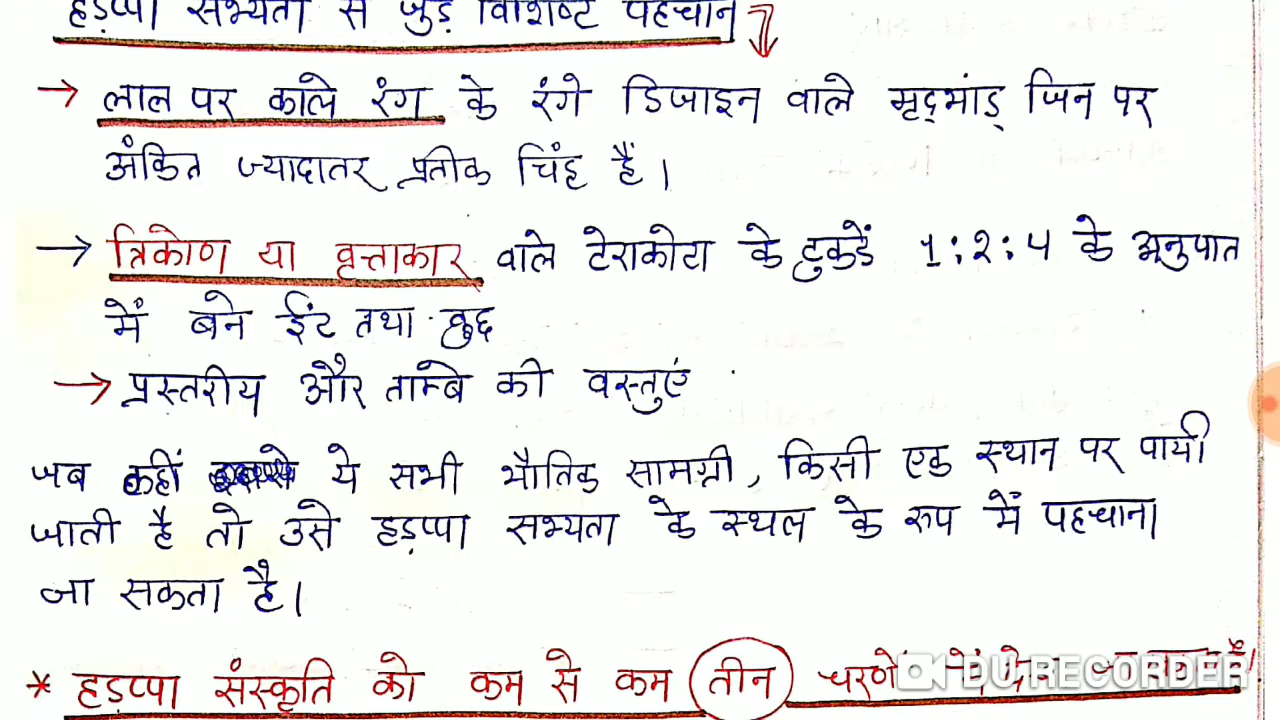 हड़प्पा सभ्यता से जुड़े विशिष्ट पहचान
→ लाल पर काले रंग के रंगे डिजाइन वाले मृद्भांड् जिन पर
अंकित ज्यादातर प्रतीक चिंह हैं।
→ त्रिकोण या वृत्ताकार वाले टेराकोटा के टुकडें 1:2:4 के अनुपात
में बने ईंट तथा कुछ
→ प्रस्तरीय और ताम्बे की वस्तुएं
जब कहीं ये सभी भौतिक सामग्री, किसी एक स्थान पर पायी
जाती है तो उसे हड़प्पा सभ्यता के स्थल के रुप में पहचाना
जा सकता है।
* हड़प्पा संस्कृति को कम से कम तीन चरणों में है।
DU RECORDER